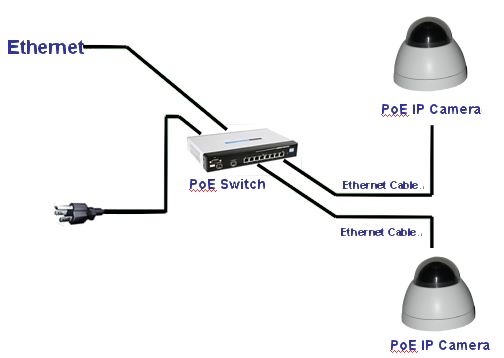 Ethernet
PoE IP Camera
PoE Switch
Ethernet Cable..
Ethernet Cable..
PoE IP Camera